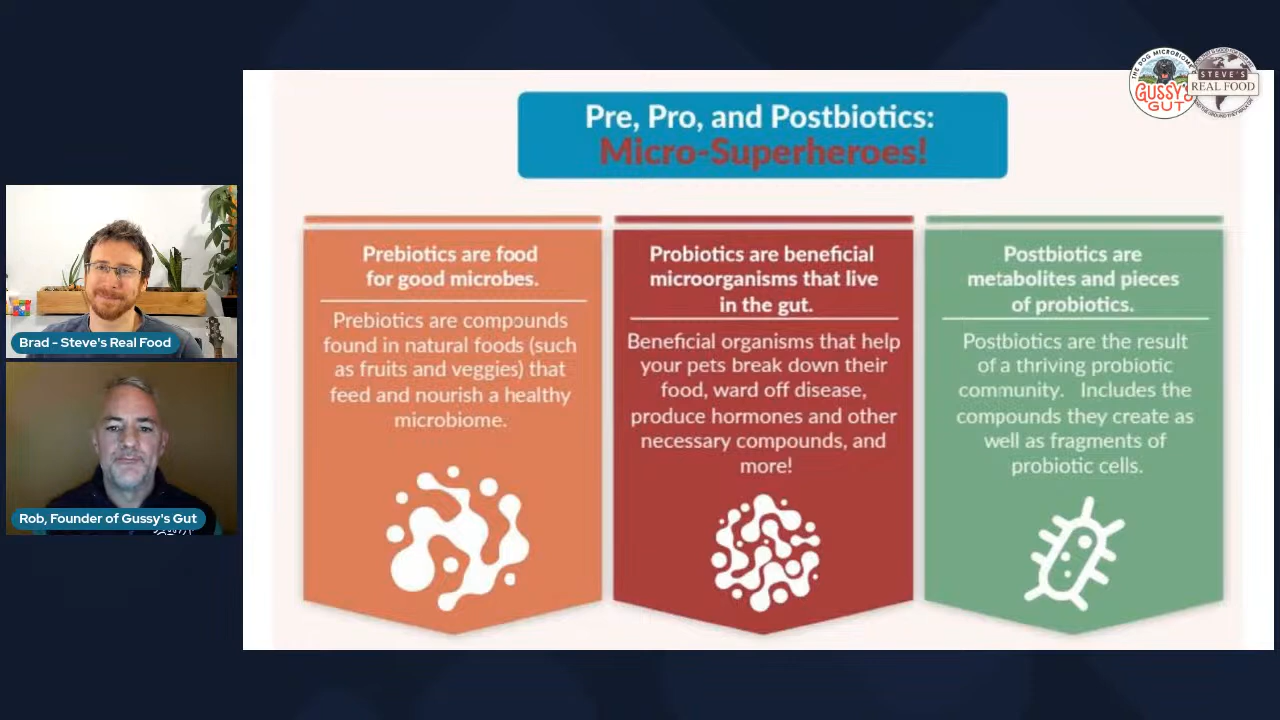 Pre, Pro, and Postbiotics:
Micro-Superheroes!
Prebiotics are food
for good microbes.
Prebiotics are compounds
found in natural foods (such
as fruits and veggies) that
feed and nourish a healthy
microbiome.
Probiotics are beneficial
microorganisms that live
in the gut.
Beneficial organisms that help
your pets break down their
food, ward off disease,
produce hormones and other
necessary compounds, and
more!
Postbiotics are
metabolites and pieces
of probiotics.
Postbiotics are the result
of a thriving probiotic
community. Includes the
compounds they create as
well as fragments of
probiotic cells.
Brad - Steve's Real Food
Rob, Founder of Gussy's Gut
THE DOG MICROBIOME
GUSSY'S
GUT
STEVE'S
REAL FOOD